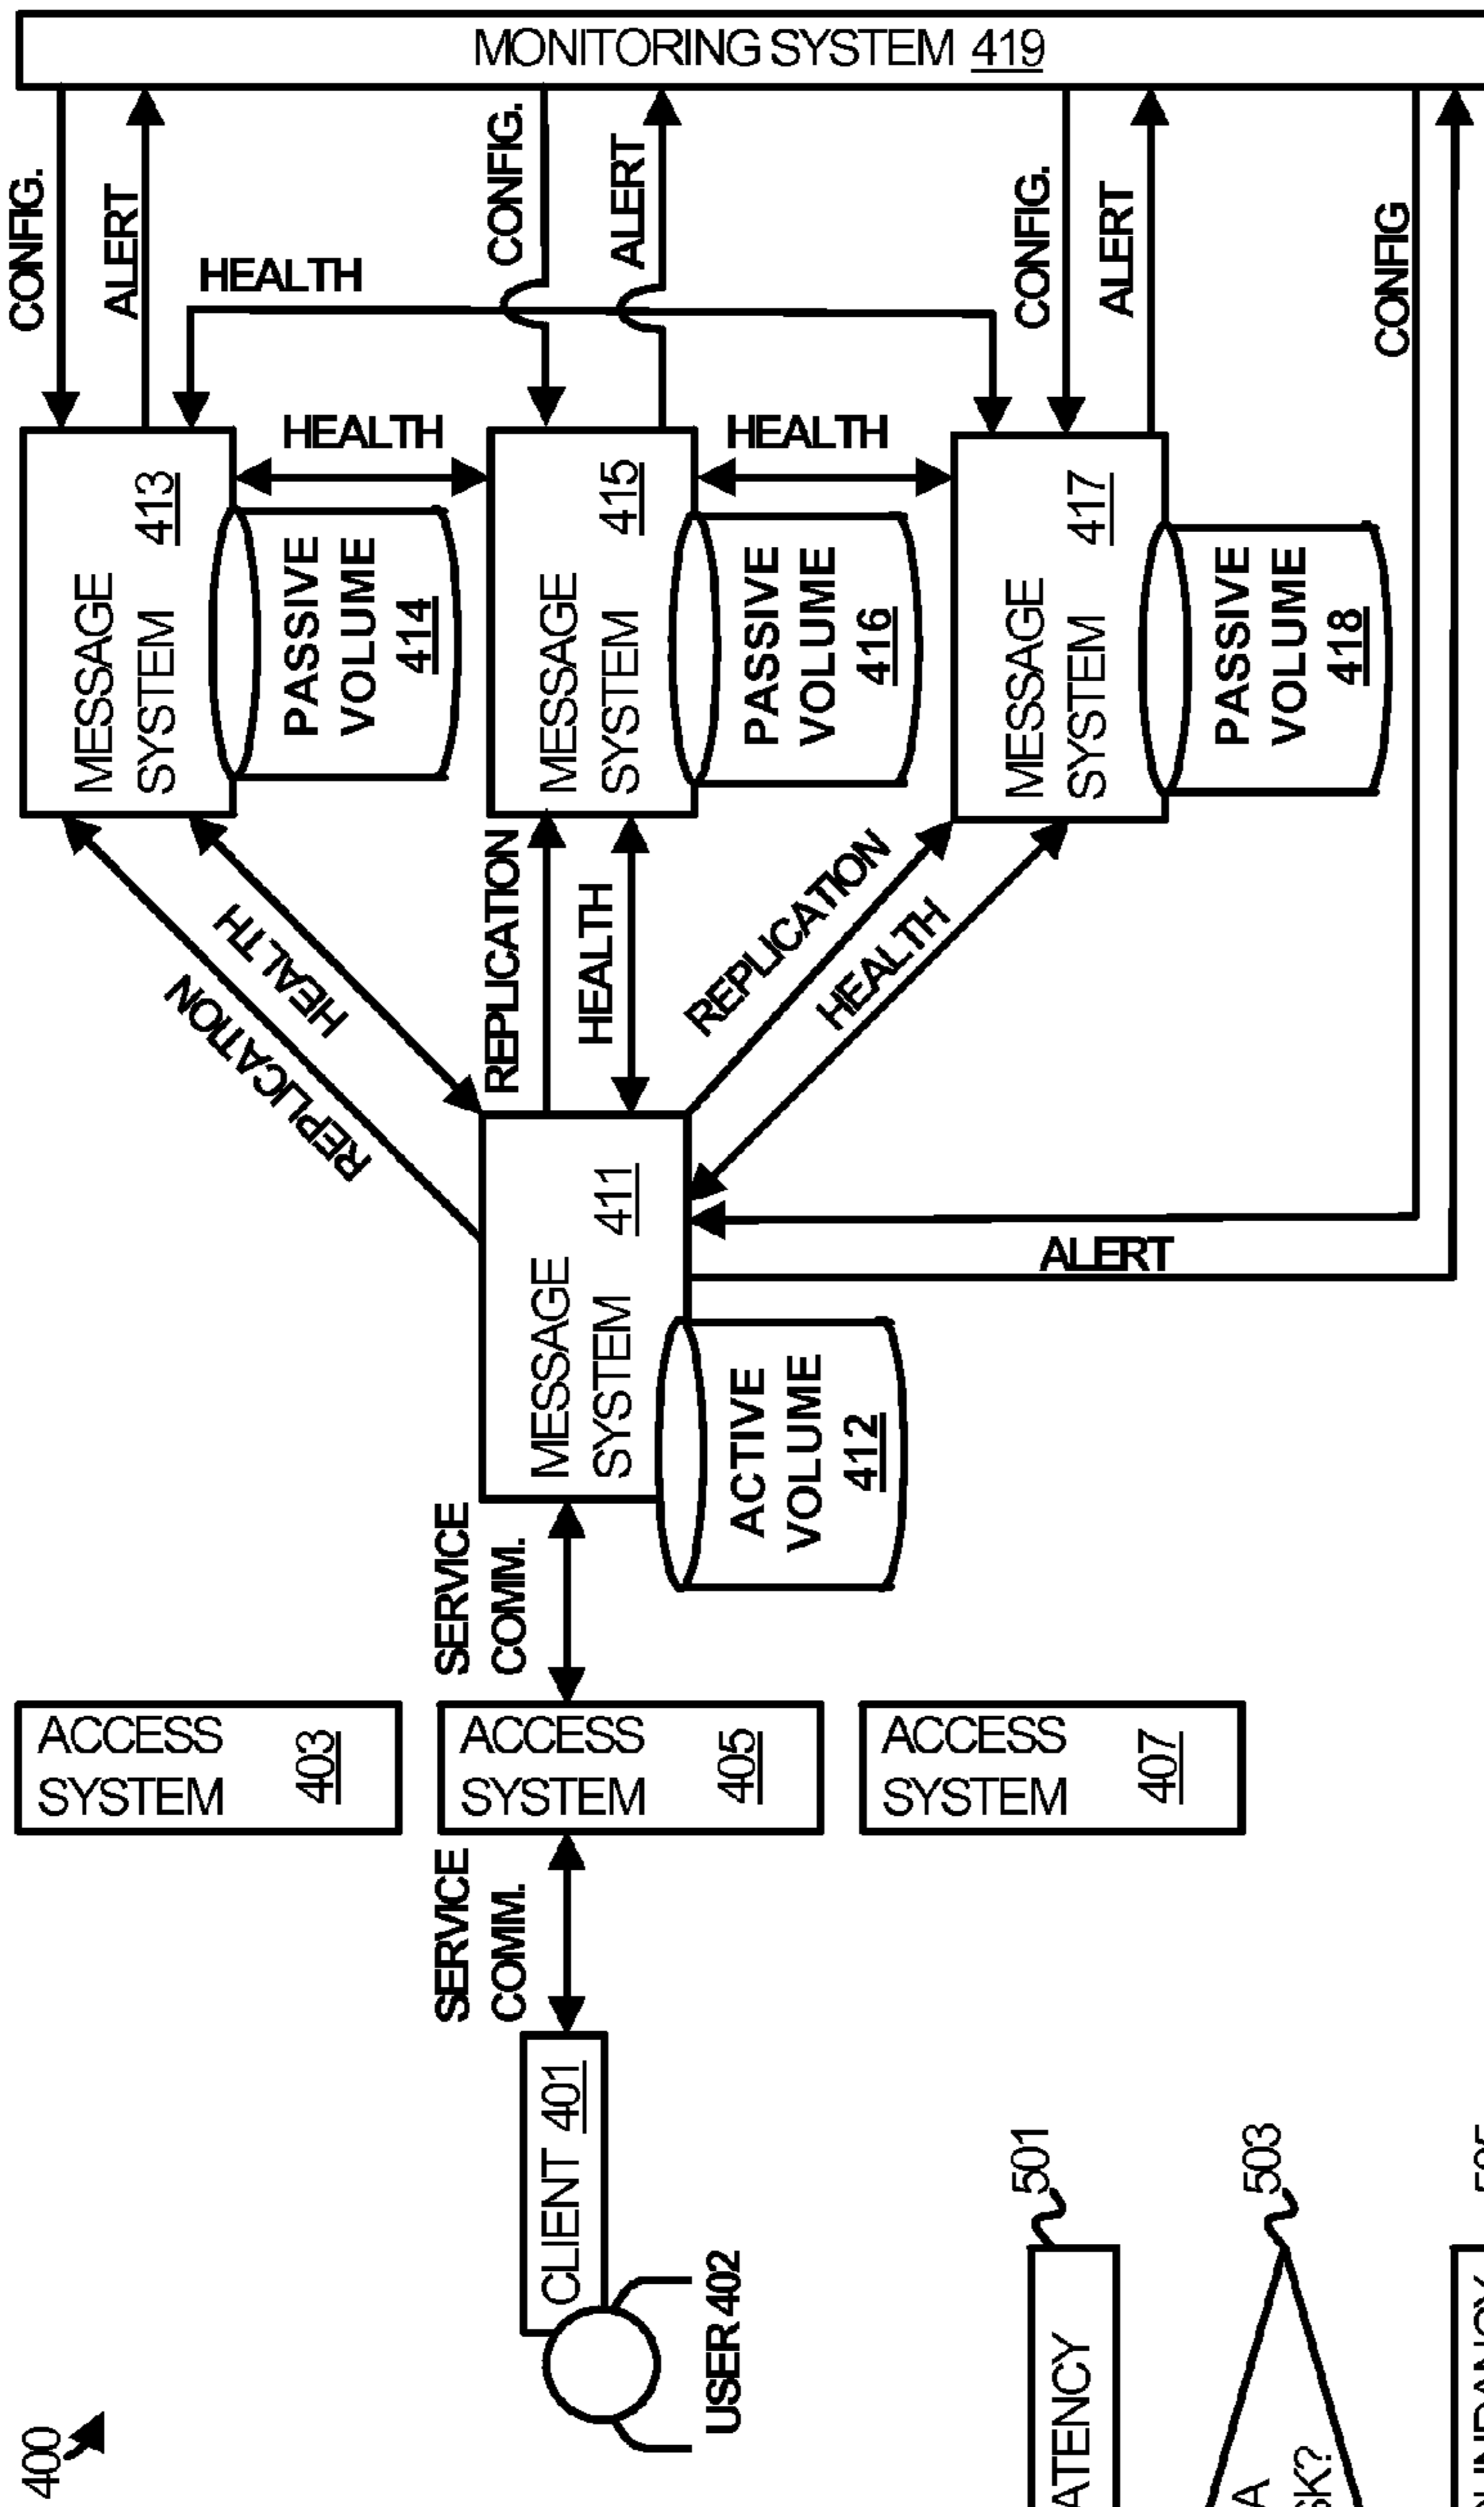 MONITORING SYSTEM 419
CONFIG.
ALERT
HEALTH
CONFIG.
ALERT
CONFIG.
ALERT
CONFIG
MESSAGE
SYSTEM
413
HEALTH
PASSIVE
VOLUME
414
MESSAGE
SYSTEM
415
HEALTH
PASSIVE
VOLUME
416
MESSAGE
SYSTEM
417
PASSIVE
VOLUME
418
REPLICATION
HEALTH
REPLICATION
HEALTH
REPLICATION
HEALTH
MESSAGE
SYSTEM
411
ALERT
ACTIVE
VOLUME
412
SERVICE
COMM.
ACCESS
SYSTEM
403
ACCESS
SYSTEM
405
ACCESS
SYSTEM
407
SERVICE
COMM.
CLIENT 401
USER 402
400
501
503